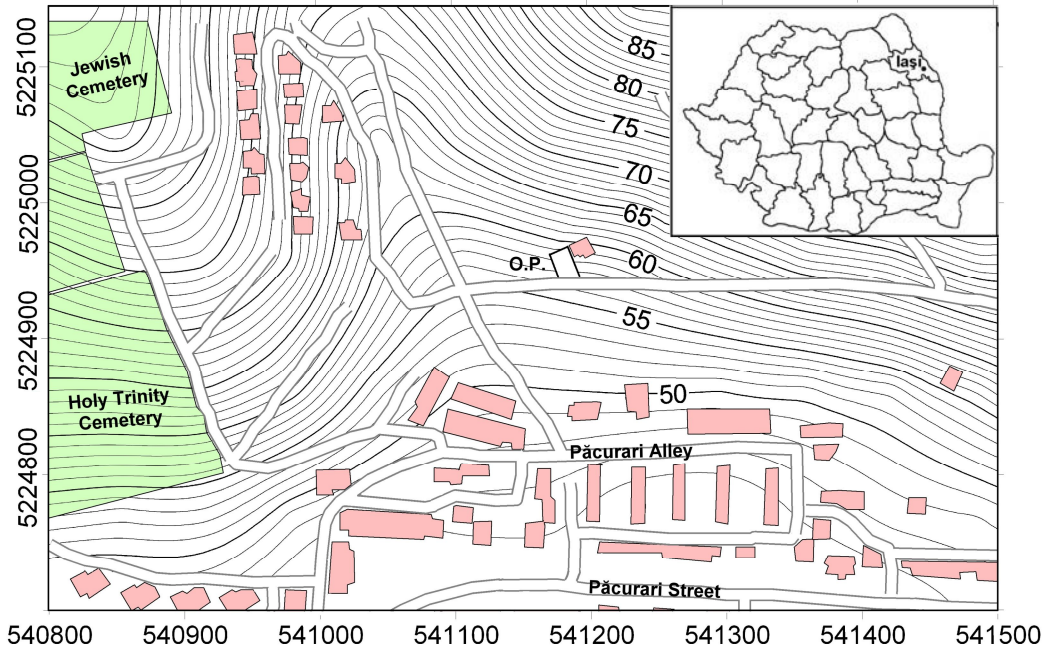 5225100
5225000
5224900
5224800
Jewish
Cemetery
85
80
75
70
65
60
55
50
Iași
O.P.
Holy Trinity
Cemetery
Păcurari Alley
Păcurari Street
540800 540900 541000 541100 541200 541300 541400 541500